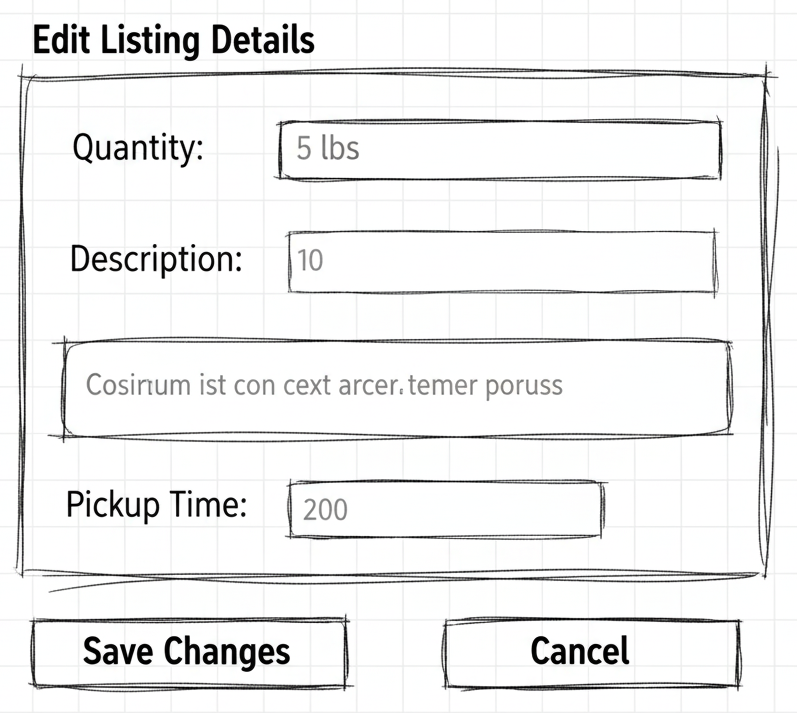 Edit Listing Details
Quantity: 5 lbs
Description: 10
Cosinum ist con cext arcer. temer poruss
Pickup Time: 200
Save Changes Cancel